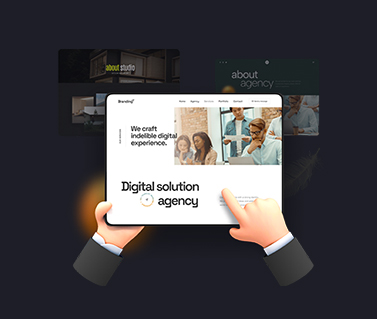 about studio
about
agency
Branding
Home Agency Services Portfolio Contact
We craft
indelible digital
experience.
Digital solution
agency